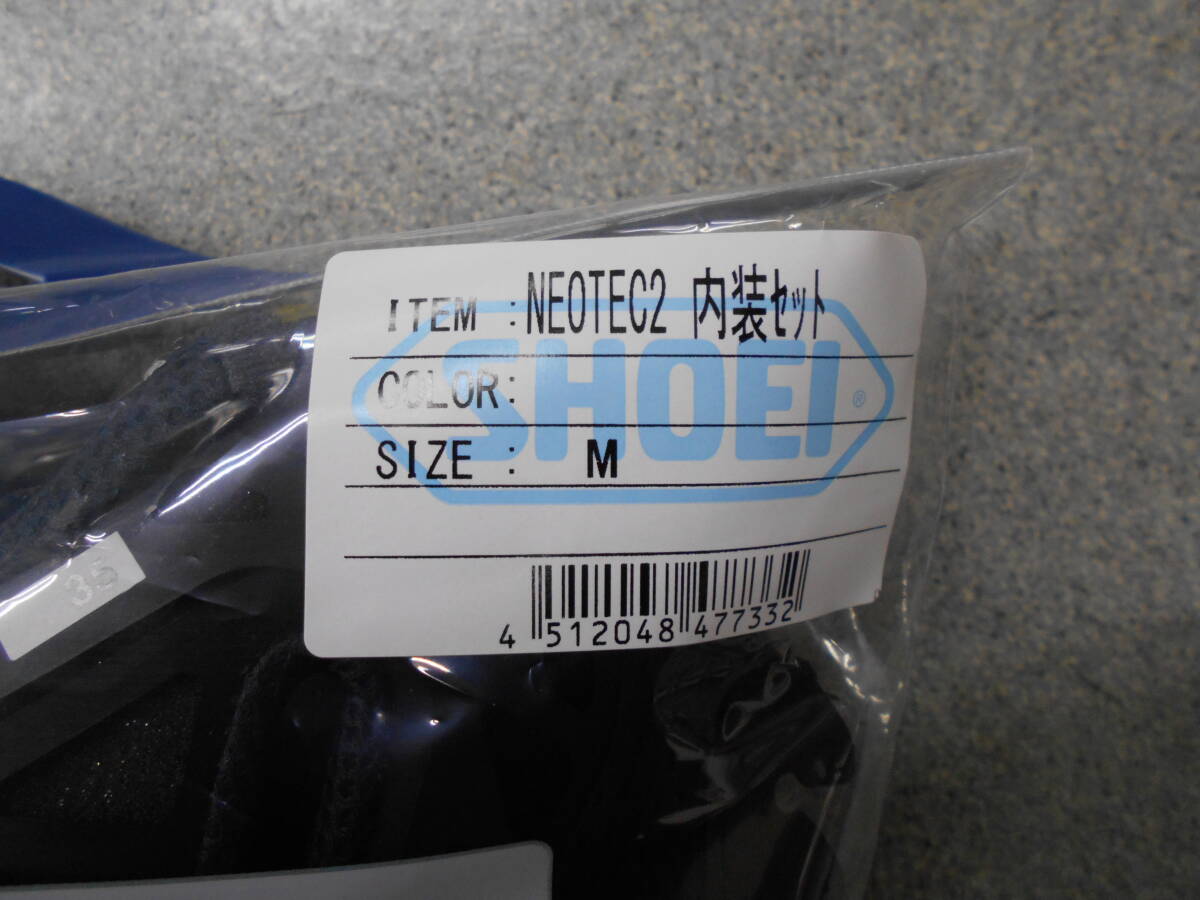 ITEM :NEOTEC2 内装ｾｯﾄ
COLOR:
SHOEI®
SIZE : M
4 512048 477332
35